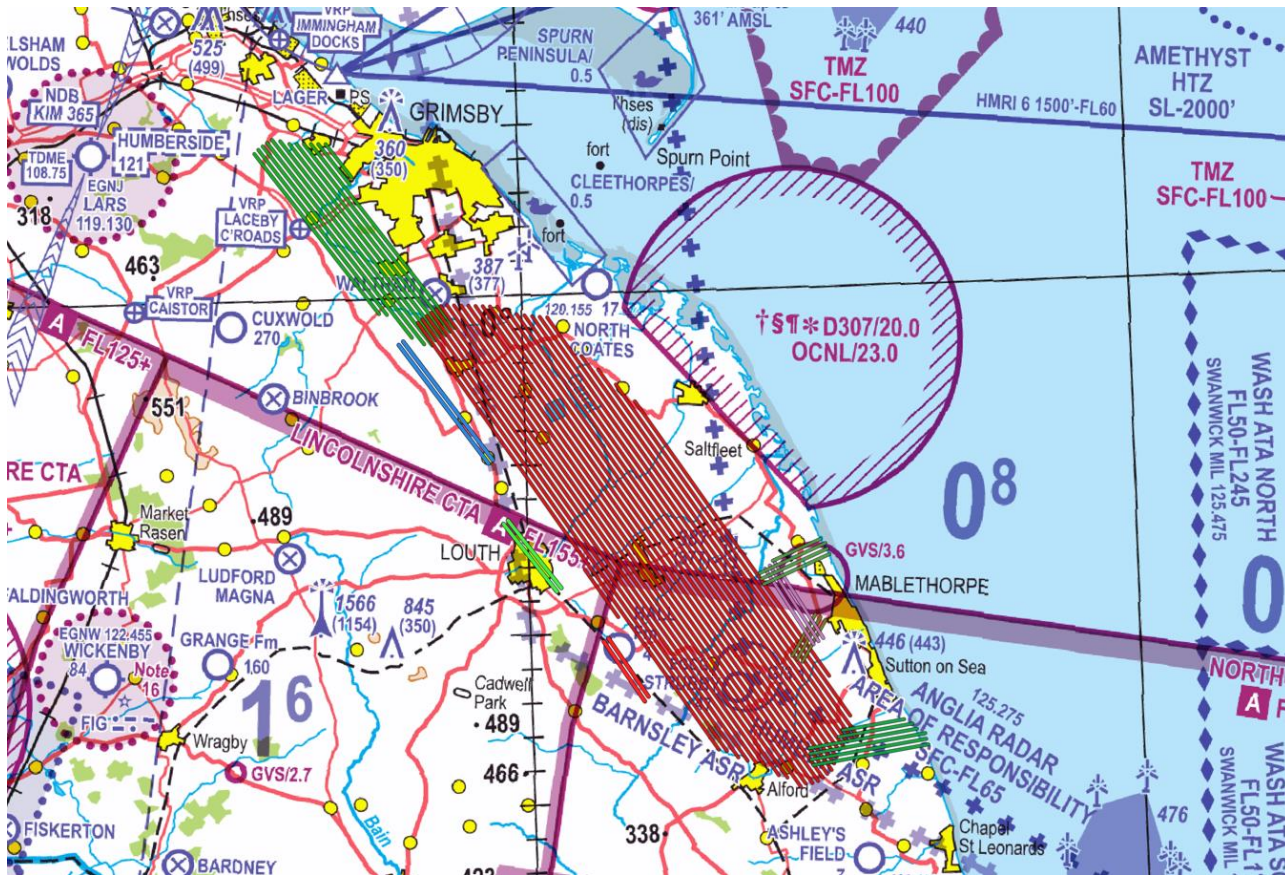 ELSHAM
WOLDS
525
(499)
VRP
IMMINGHAM
DOCKS
NDB
KIM 365
LAGER
PS
GRIMSBY
360
(350)
HUMBERSIDE
121
TDME
108.75
EGNJ
LARS
119.130
318
VRP
LACEBY
C'ROADS
463
VRP
CAISTOR
CUXWOLD
270
387
(377)
120.155
17
NORTH
COATES
SPURN
PENINSULA/
0.5
361' AMSL
lhses
(dis)
Spurn Point
fort
CLEETHORPES/
0.5
fort
440
TMZ
SFC-FL100
HMRI 6 1500'-FL60
AMETHYST
HTZ
SL-2000'
TMZ
SFC-FL100
†§¶* D307/20.0
OCNL/23.0
WASH ATA NORTH
FL50-FL245
SWANWICK MIL 125.475
A FL125+
551
BINBROOK
LINCOLNSHIRE CTA
A FL155+
RE CTA
Market
Rasen
489
LUDFORD
MAGNA
LOUTH
Saltfleet
0⁸
0
GVS/3.6
MABLETHORPE
446 (443)
Sutton on Sea
FALDINGWORTH
EGNW 122.455
WICKENBY
84
Note
16
FIG
GRANGE Fm
160
1566
(1154)
845
(350)
1⁶
Wragby
GVS/2.7
Cadwell
Park
489
466
BARNSLEY ASR
ASR
Alford
338
125.275
ANGLIA RADAR
AREA OF RESPONSIBILITY
SFC-FL65
NORTH
A F
WASH ATA S
FL50-FL1
SWANWICK MIL
476
Chapel
St Leonards
ASHLEY'S
FIELD
FISKERTON
BARDNEY
Bain